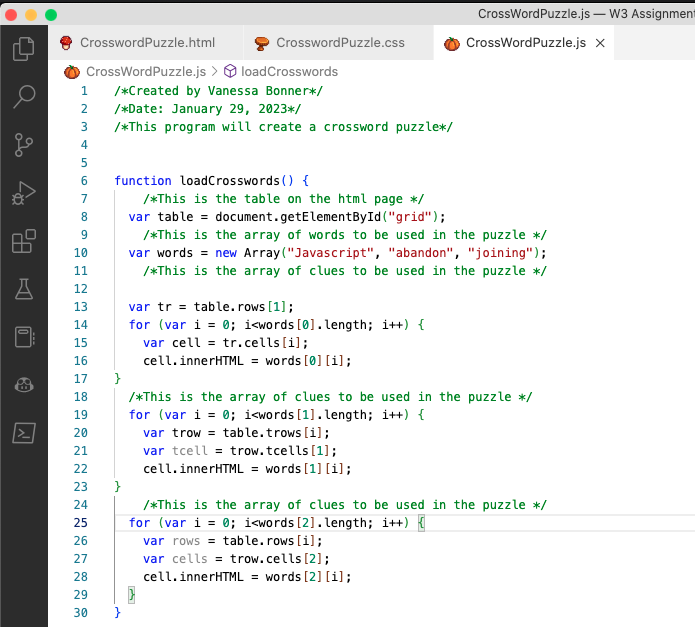 CrossWordPuzzle.js — W3 Assignment
CrosswordPuzzle.html
CrosswordPuzzle.css
CrossWordPuzzle.js ×
CrossWordPuzzle.js > loadCrosswords
1 /*Created by Vanessa Bonner*/
2 /*Date: January 29, 2023*/
3 /*This program will create a crossword puzzle*/
4
5
6 function loadCrosswords() {
7 /*This is the table on the html page */
8 var table = document.getElementById("grid");
9 /*This is the array of words to be used in the puzzle */
10 var words = new Array("Javascript", "abandon", "joining");
11 /*This is the array of clues to be used in the puzzle */
12
13 var tr = table.rows[1];
14 for (var i = 0; i<words[0].length; i++) {
15 var cell = tr.cells[i];
16 cell.innerHTML = words[0][i];
17 }
18 /*This is the array of clues to be used in the puzzle */
19 for (var i = 0; i<words[1].length; i++) {
20 var trow = table.trows[i];
21 var tcell = trow.tcells[1];
22 cell.innerHTML = words[1][i];
23 }
24 /*This is the array of clues to be used in the puzzle */
25 for (var i = 0; i<words[2].length; i++) {
26 var rows = table.rows[i];
27 var cells = trow.cells[2];
28 cell.innerHTML = words[2][i];
29 }
30 }